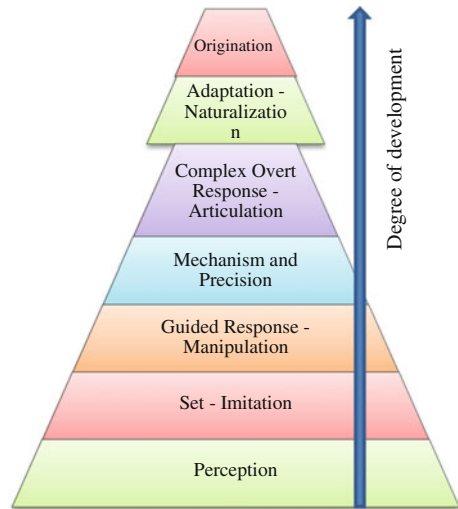 Origination
Adaptation -
Naturalizatio
n
Complex Overt
Response -
Articulation
Mechanism and
Precision
Guided Response -
Manipulation
Set - Imitation
Perception
Degree of development